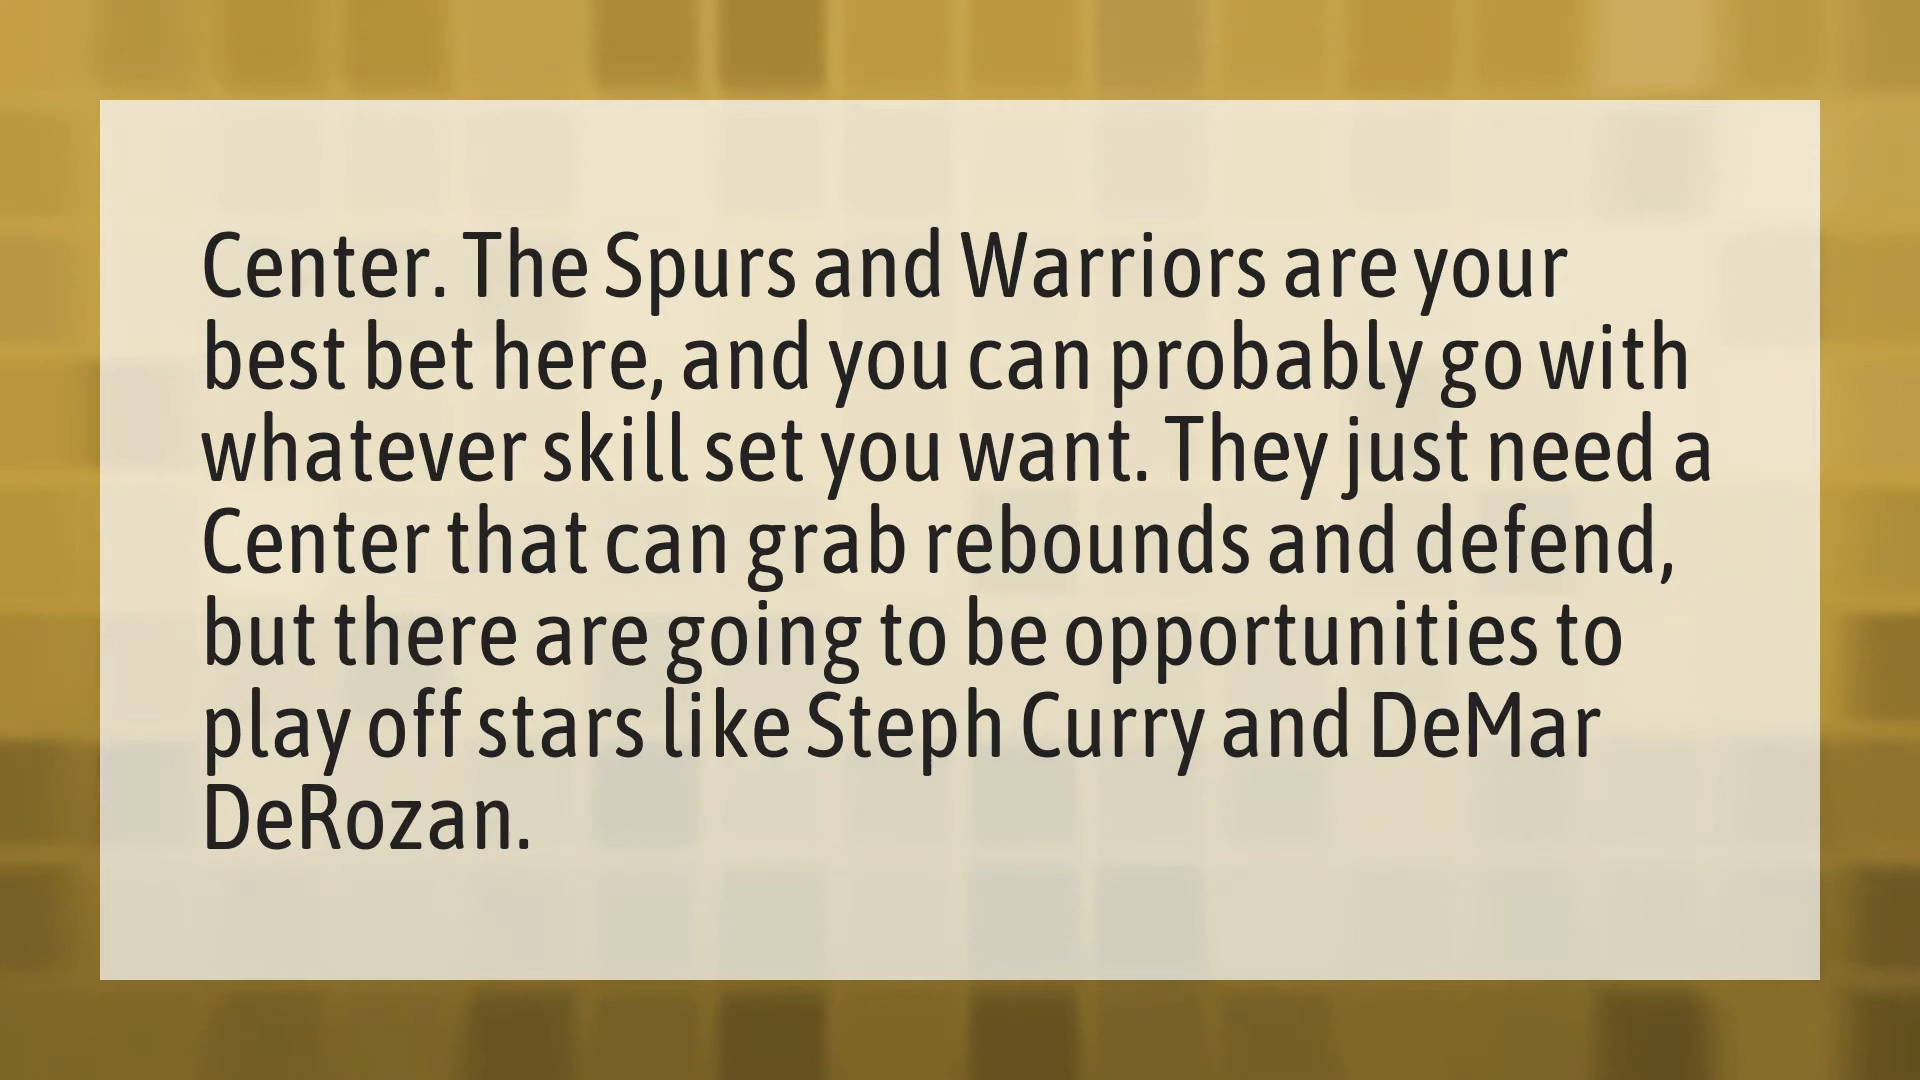 Center. The Spurs and Warriors are your
best bet here, and you can probably go with
whatever skill set you want. They just need a
Center that can grab rebounds and defend,
but there are going to be opportunities to
play off stars like Steph Curry and DeMar
DeRozan.